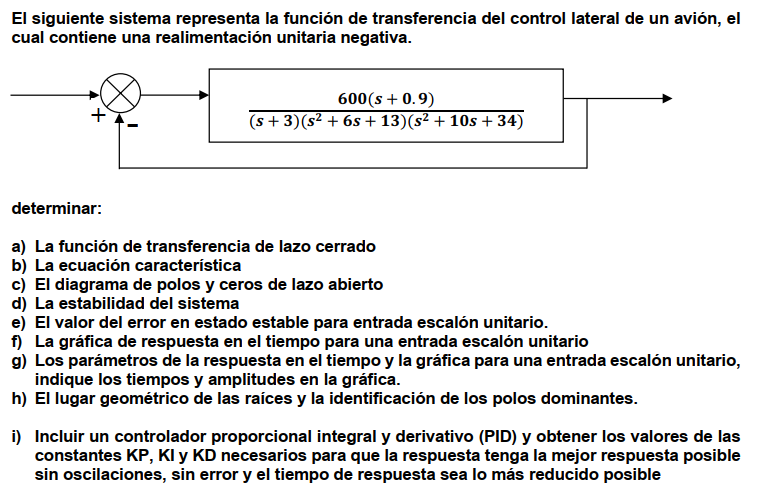 El siguiente sistema representa la función de transferencia del control lateral de un avión, el
cual contiene una realimentación unitaria negativa.
600(s + 0.9)
(s + 3)(s² + 6s + 13)(s² + 10s + 34)
+
-
determinar:
a) La función de transferencia de lazo cerrado
b) La ecuación característica
c) El diagrama de polos y ceros de lazo abierto
d) La estabilidad del sistema
e) El valor del error en estado estable para entrada escalón unitario.
f) La gráfica de respuesta en el tiempo para una entrada escalón unitario
g) Los parámetros de la respuesta en el tiempo y la gráfica para una entrada escalón unitario,
indique los tiempos y amplitudes en la gráfica.
h) El lugar geométrico de las raíces y la identificación de los polos dominantes.
i) Incluir un controlador proporcional integral y derivativo (PID) y obtener los valores de las
constantes KP, KI y KD necesarios para que la respuesta tenga la mejor respuesta posible
sin oscilaciones, sin error y el tiempo de respuesta sea lo más reducido posible